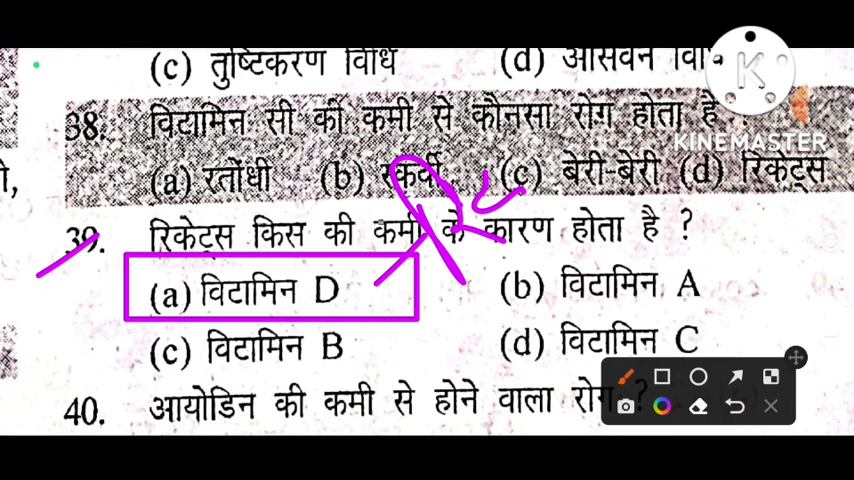 (c) तुष्टिकरण विधि (d) आसवन विधि
K
KINEMASTER
38. विटामिन सी की कमी से कौनसा रोग होता है
(a) रतोंधी (b) स्कर्वी (c) बेरी-बेरी (d) रिकेट्स
39. रिकेट्स किस की कमी के कारण होता है ?
(a) विटामिन D (b) विटामिन A
(c) विटामिन B (d) विटामिन C
40. आयोडिन की कमी से होने वाला रोग ?